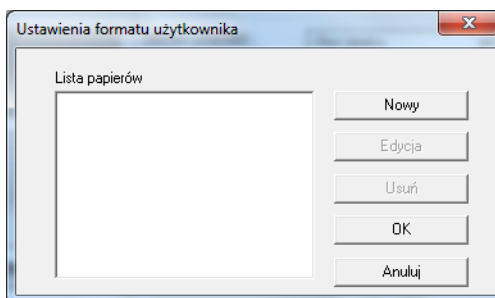 Ustawienia formatu użytkownika
Lista papierów
Nowy
Edycja
Usuń
OK
Anuluj